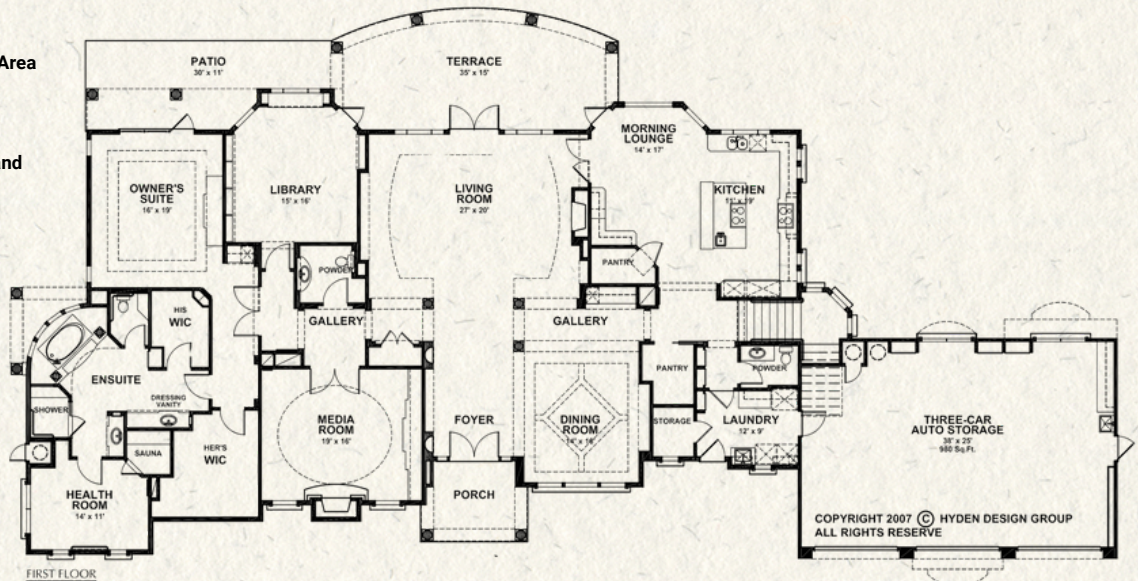 Area
and
PATIO
30' x 11'
TERRACE
35' x 15'
MORNING
LOUNGE
14' x 17'
OWNER'S
SUITE
16' x 19'
LIBRARY
15' x 16'
LIVING
ROOM
27' x 20'
KITCHEN
POWDER
PANTRY
HIS
WIC
GALLERY
GALLERY
ENSUITE
PANTRY
POWDER
DRESSING
VANITY
SHOWER
MEDIA
ROOM
19' x 16'
FOYER
DINING
ROOM
STORAGE
LAUNDRY
12' x 9'
THREE-CAR
AUTO STORAGE
38' x 25'
980 Sq.Ft.
HER'S
WIC
SAUNA
HEALTH
ROOM
14' x 11'
PORCH
COPYRIGHT 2007 © HYDEN DESIGN GROUP
ALL RIGHTS RESERVE
FIRST FLOOR